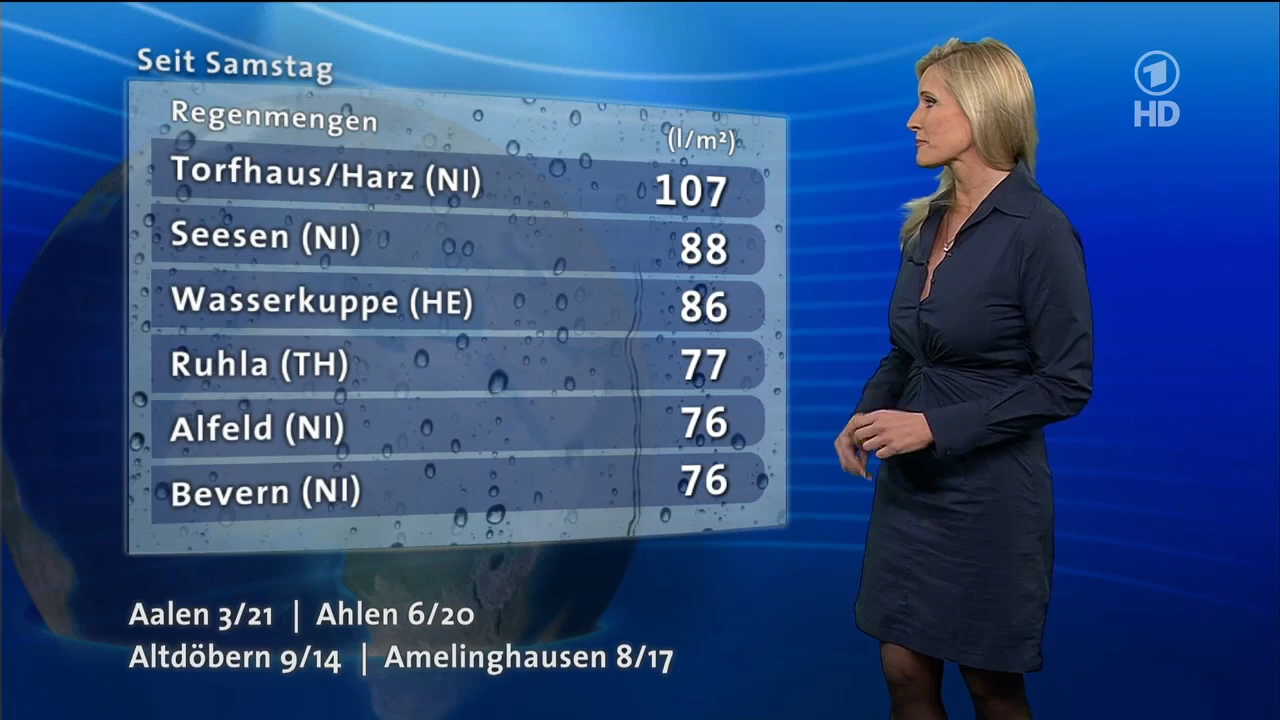 Seit Samstag
Regenmengen (l/m²)
Torfhaus/Harz (NI) 107
Seesen (NI) 88
Wasserkuppe (HE) 86
Ruhla (TH) 77
Alfeld (NI) 76
Bevern (NI) 76
Aalen 3/21 | Ahlen 6/20
Altdöbern 9/14 | Amelinghausen 8/17
1
HD